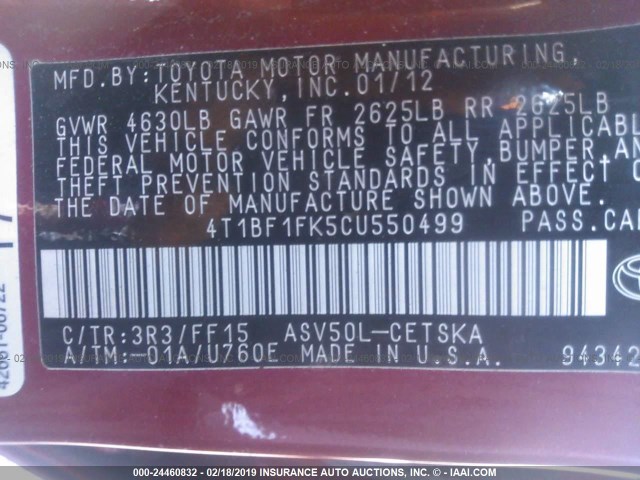 MFD.BY: TOYOTA MOTOR MANUFACTURING,
KENTUCKY, INC. 01/12
GVWR 4630LB GAWR FR 2625LB RR 2625LB
THIS VEHICLE CONFORMS TO ALL APPLICABL
FEDERAL MOTOR VEHICLE SAFETY, BUMPER AN
THEFT PREVENTION STANDARDS IN EFFECT O
THE DATE OF MANUFACTURE SHOWN ABOVE.
4T1BF1FK5CU550499 PASS.CA
C/TR:3R3/FF15 ASV50L-CETSKA
A/TM:-01A/U760E MADE IN U.S.A. 94342
000-24460832 - 02/18/2019 INSURANCE AUTO AUCTIONS, INC. - © - IAAI.COM